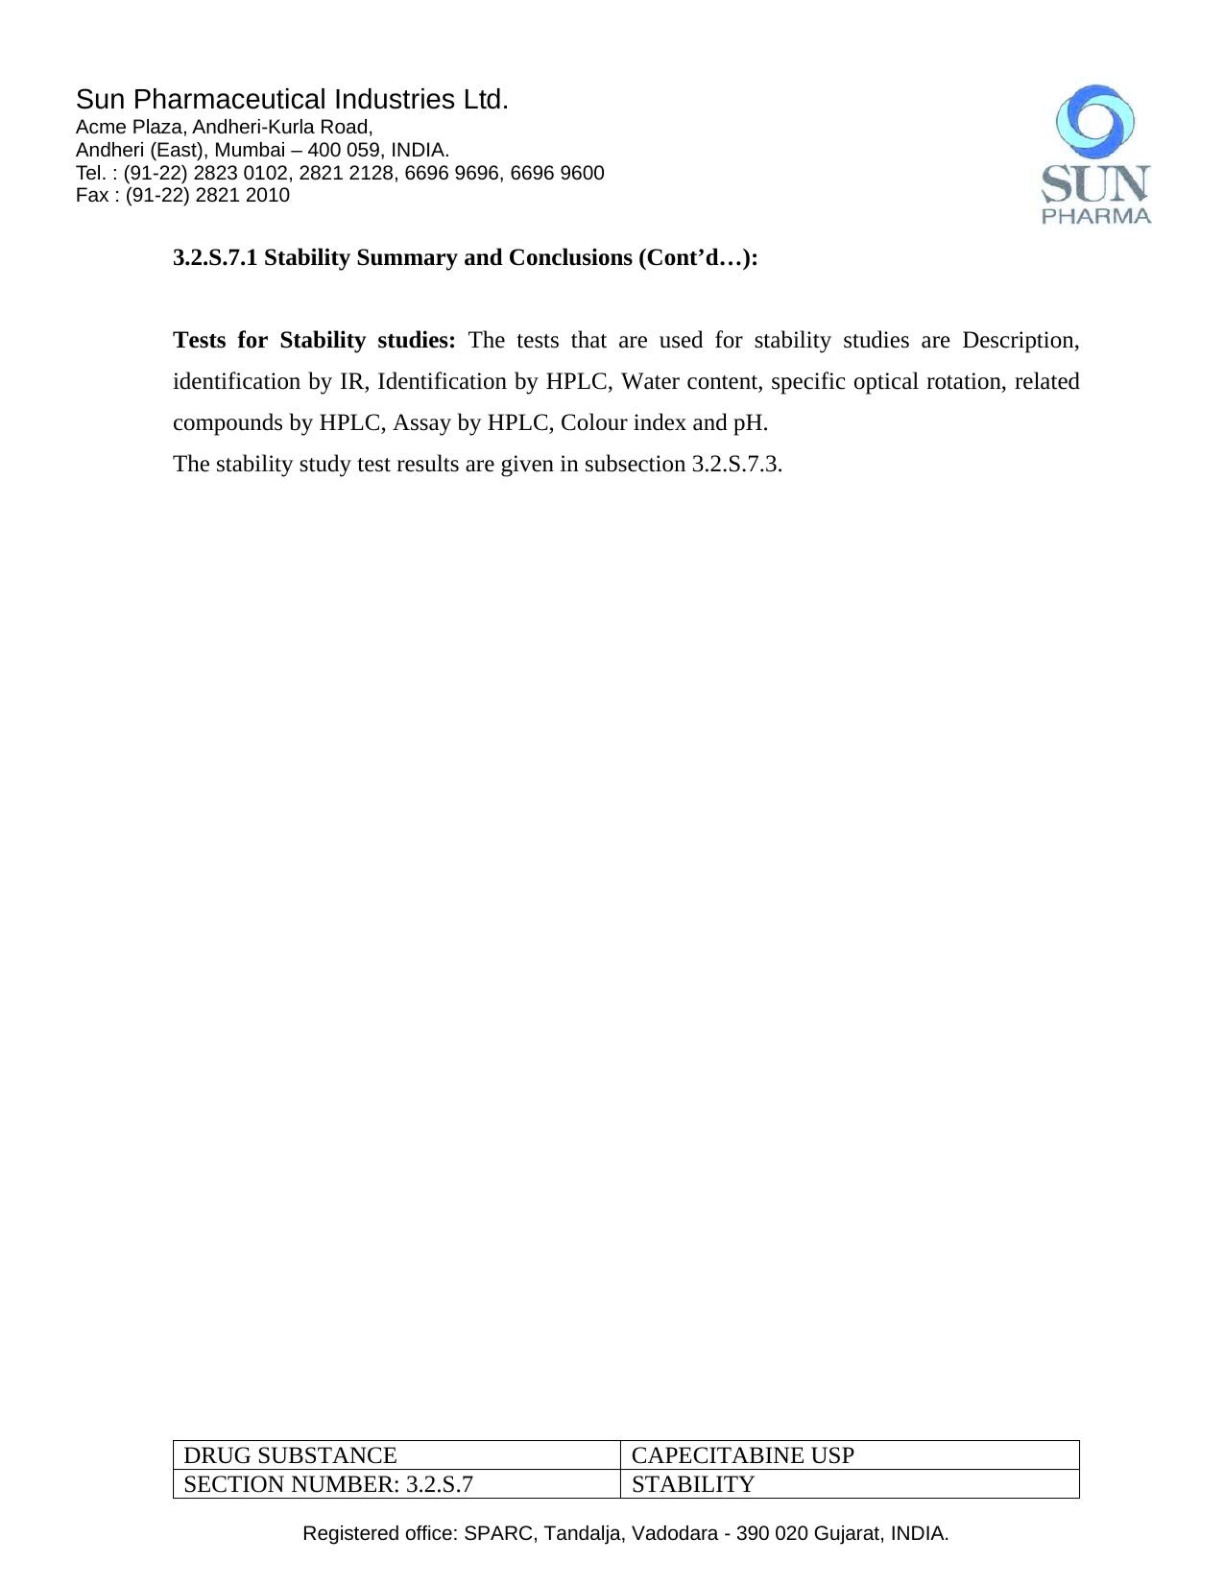 Sun Pharmaceutical Industries Ltd.
Acme Plaza, Andheri-Kurla Road,
Andheri (East), Mumbai – 400 059, INDIA.
Tel. : (91-22) 2823 0102, 2821 2128, 6696 9696, 6696 9600
Fax : (91-22) 2821 2010
SUN
PHARMA
3.2.S.7.1 Stability Summary and Conclusions (Cont’d…):
Tests for Stability studies: The tests that are used for stability studies are Description,
identification by IR, Identification by HPLC, Water content, specific optical rotation, related
compounds by HPLC, Assay by HPLC, Colour index and pH.
The stability study test results are given in subsection 3.2.S.7.3.
DRUG SUBSTANCE CAPECITABINE USP
SECTION NUMBER: 3.2.S.7 STABILITY
Registered office: SPARC, Tandalja, Vadodara - 390 020 Gujarat, INDIA.